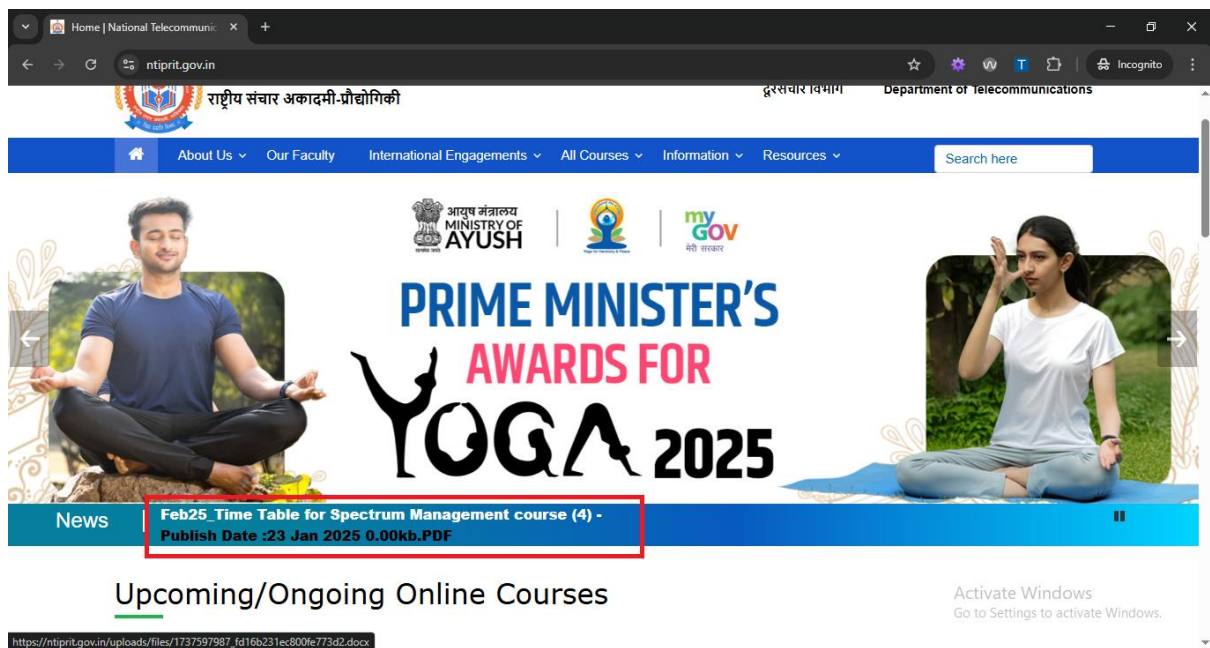 Home | National Telecommunic
ntiprit.gov.in
Incognito
राष्ट्रीय संचार अकादमी-प्रौद्योगिकी
दूरसंचार विभाग
Department of Telecommunications
About Us
Our Faculty
International Engagements
All Courses
Information
Resources
Search here
आयुष मंत्रालय
MINISTRY OF
AYUSH
my
GOV
मेरी सरकार
PRIME MINISTER'S
AWARDS FOR
YOGA 2025
News
Feb25_Time Table for Spectrum Management course (4) -
Publish Date :23 Jan 2025 0.00kb.PDF
Upcoming/Ongoing Online Courses
Activate Windows
Go to Settings to activate Windows.
https://ntiprit.gov.in/uploads/files/1737597987_fd16b231ec800fe773d2.docx